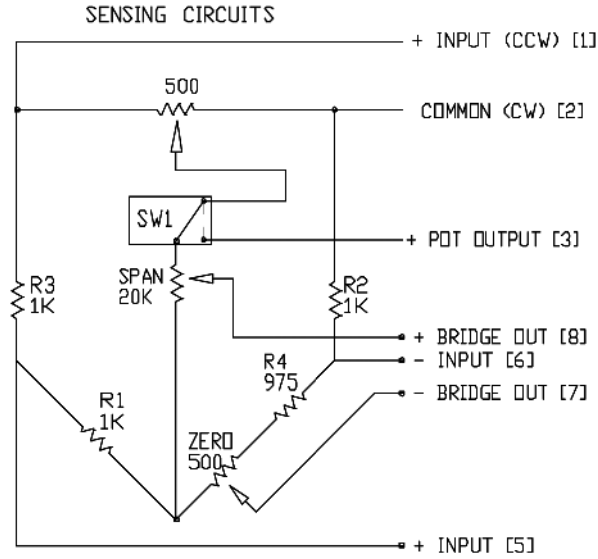 SENSING CIRCUITS
+ INPUT (CCW) [1]
500
COMMON (CW) [2]
SW1
+ POT OUTPUT [3]
SPAN
20K
R3
1K
R2
1K
+ BRIDGE OUT [8]
- INPUT [6]
R4
975
- BRIDGE OUT [7]
R1
1K
ZERO
500
+ INPUT [5]